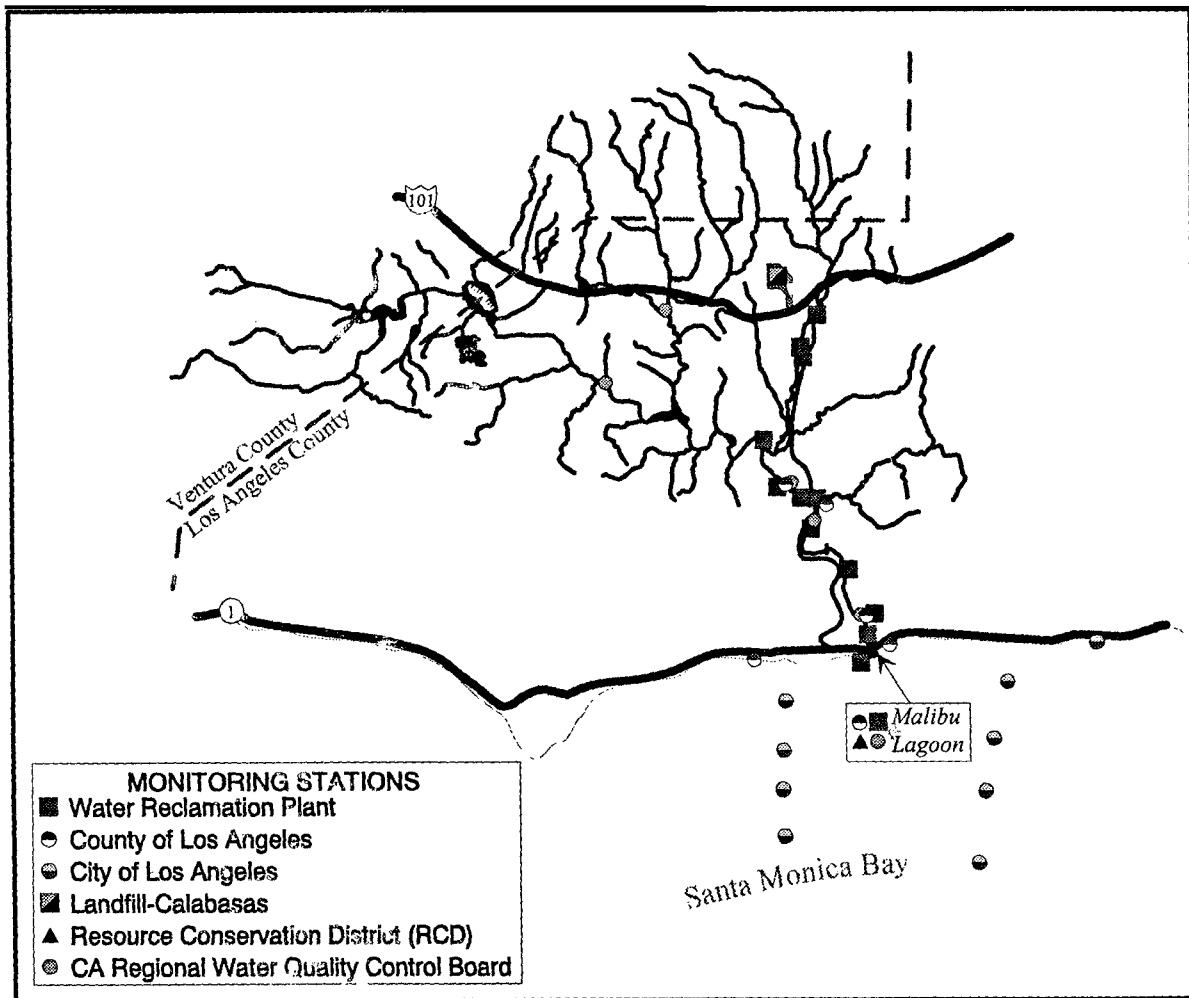 101
Ventura County
Los Angeles County
1
Malibu
Lagoon
Santa Monica Bay
MONITORING STATIONS
Water Reclamation Plant
County of Los Angeles
City of Los Angeles
Landfill-Calabasas
Resource Conservation District (RCD)
CA Regional Water Quality Control Board